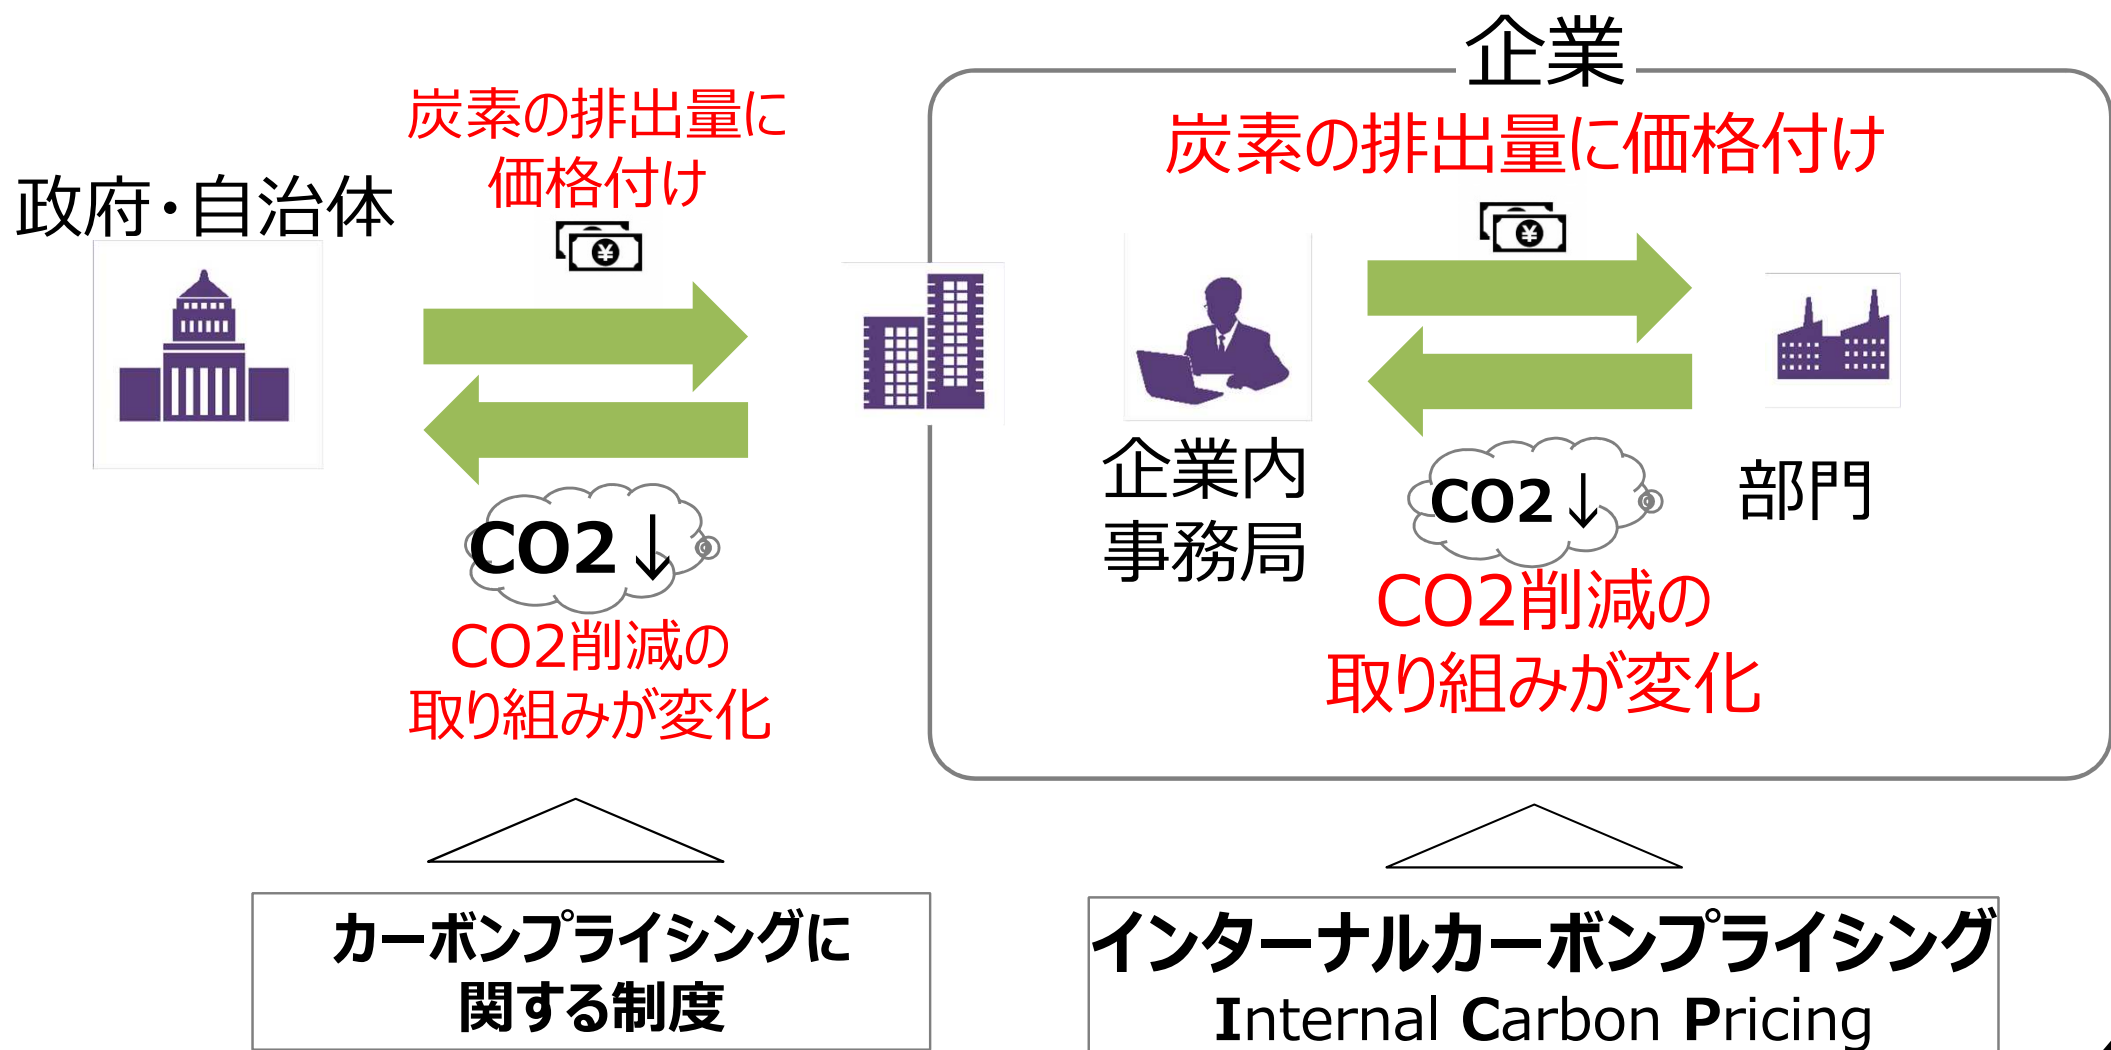 企業
炭素の排出量に
価格付け
炭素の排出量に価格付け
政府・自治体
¥
¥
企業内
事務局
部門
CO2↓
CO2↓
CO2削減の
取り組みが変化
CO2削減の
取り組みが変化
カーボンプライシングに
関する制度
インターナルカーボンプライシング
Internal Carbon Pricing